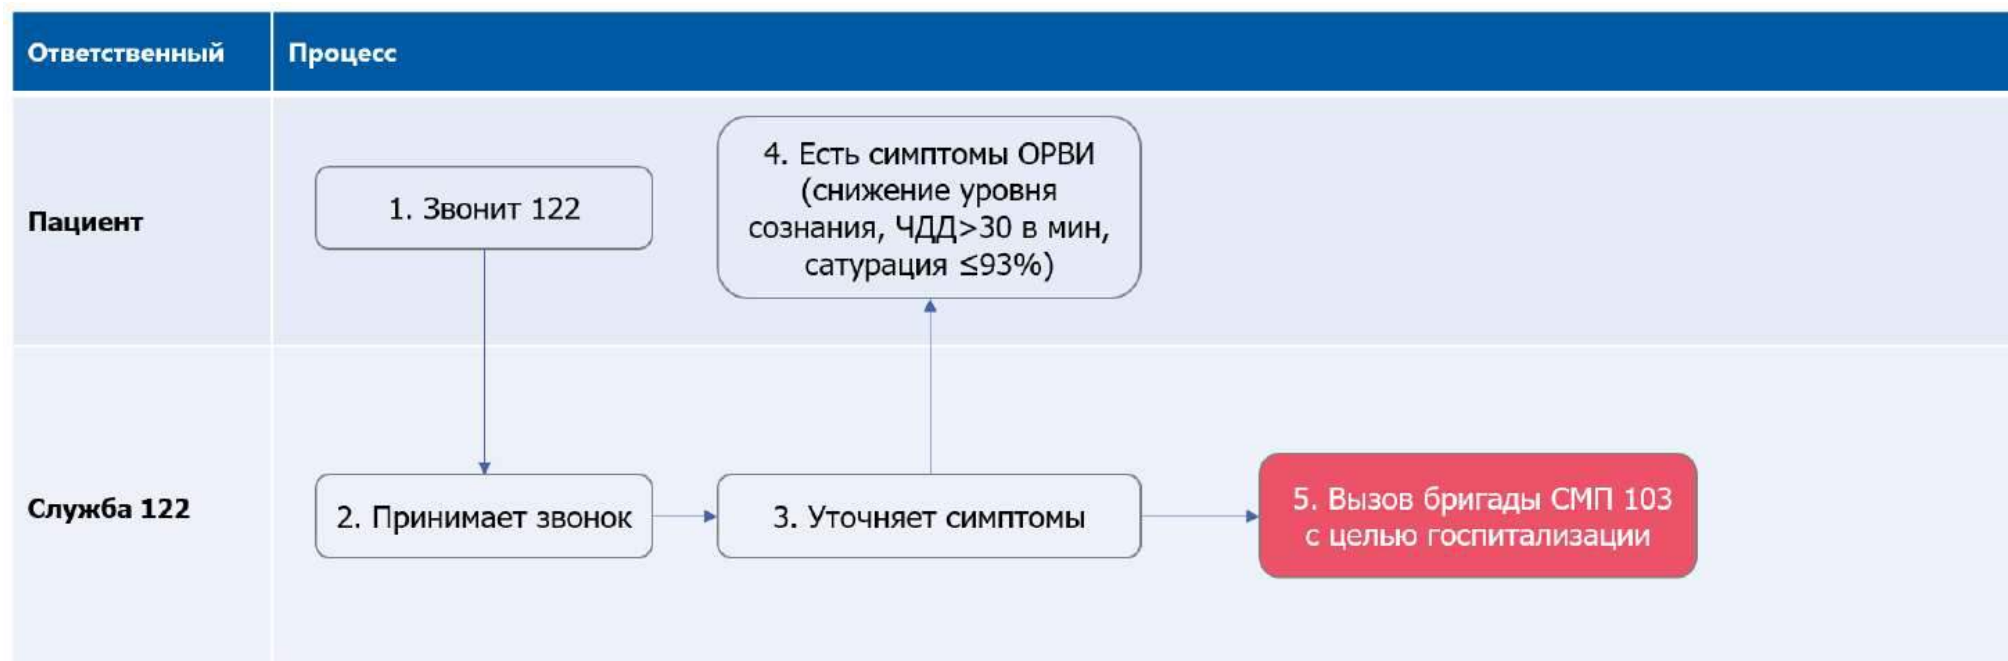 Ответственный
Процесс
Пациент
1. Звонит 122
4. Есть симптомы ОРВИ
(снижение уровня
сознания, ЧДД>30 в мин,
сатурация ≤93%)
Служба 122
2. Принимает звонок
3. Уточняет симптомы
5. Вызов бригады СМП 103
с целью госпитализации